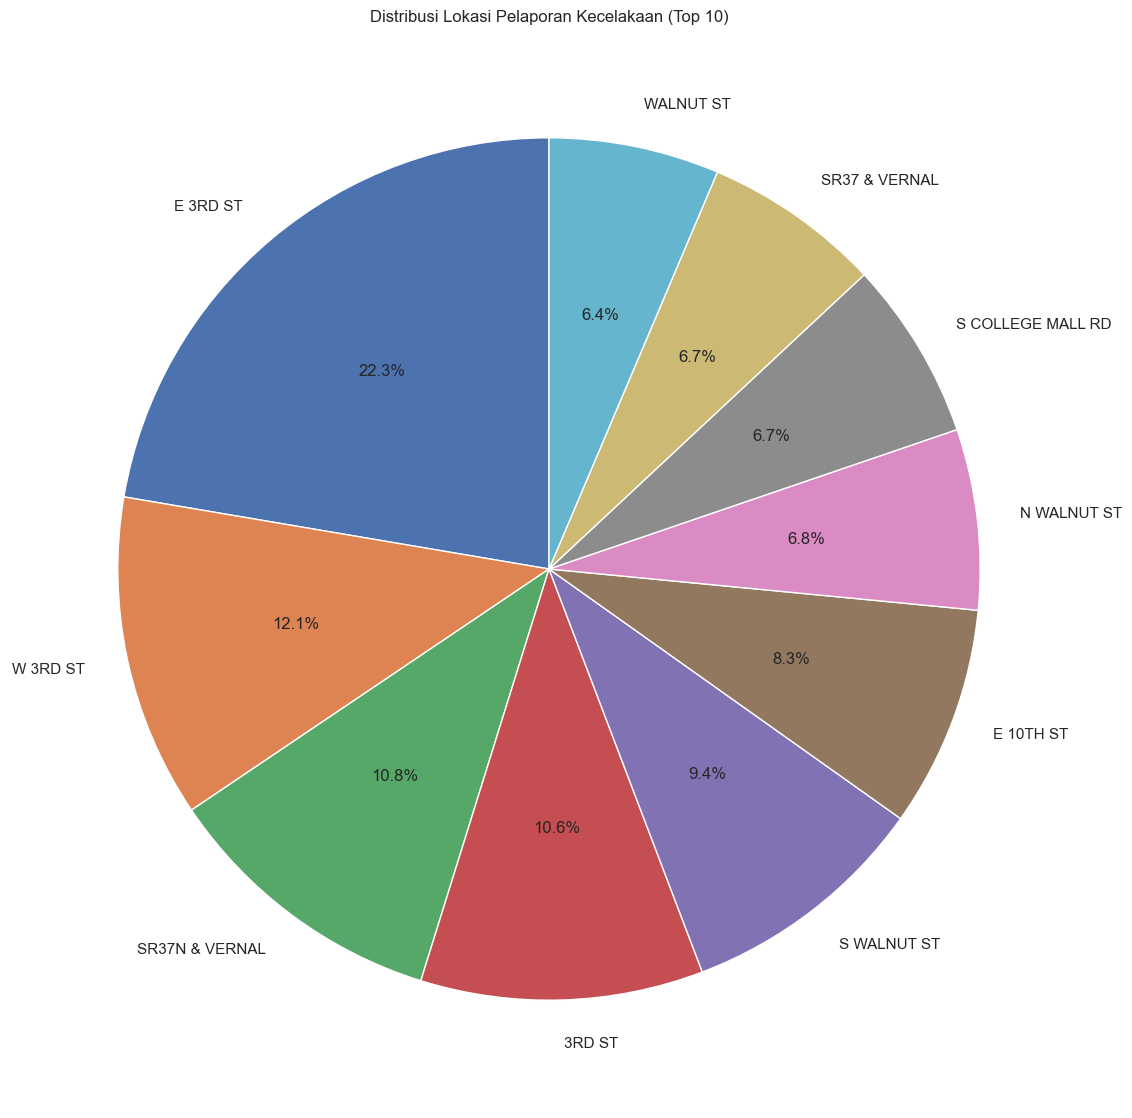 Distribusi Lokasi Pelaporan Kecelakaan (Top 10)
WALNUT ST
SR37 & VERNAL
E 3RD ST
S COLLEGE MALL RD
6.4%
6.7%
22.3%
6.7%
N WALNUT ST
6.8%
12.1%
8.3%
W 3RD ST
E 10TH ST
10.8%
9.4%
10.6%
SR37N & VERNAL
S WALNUT ST
3RD ST